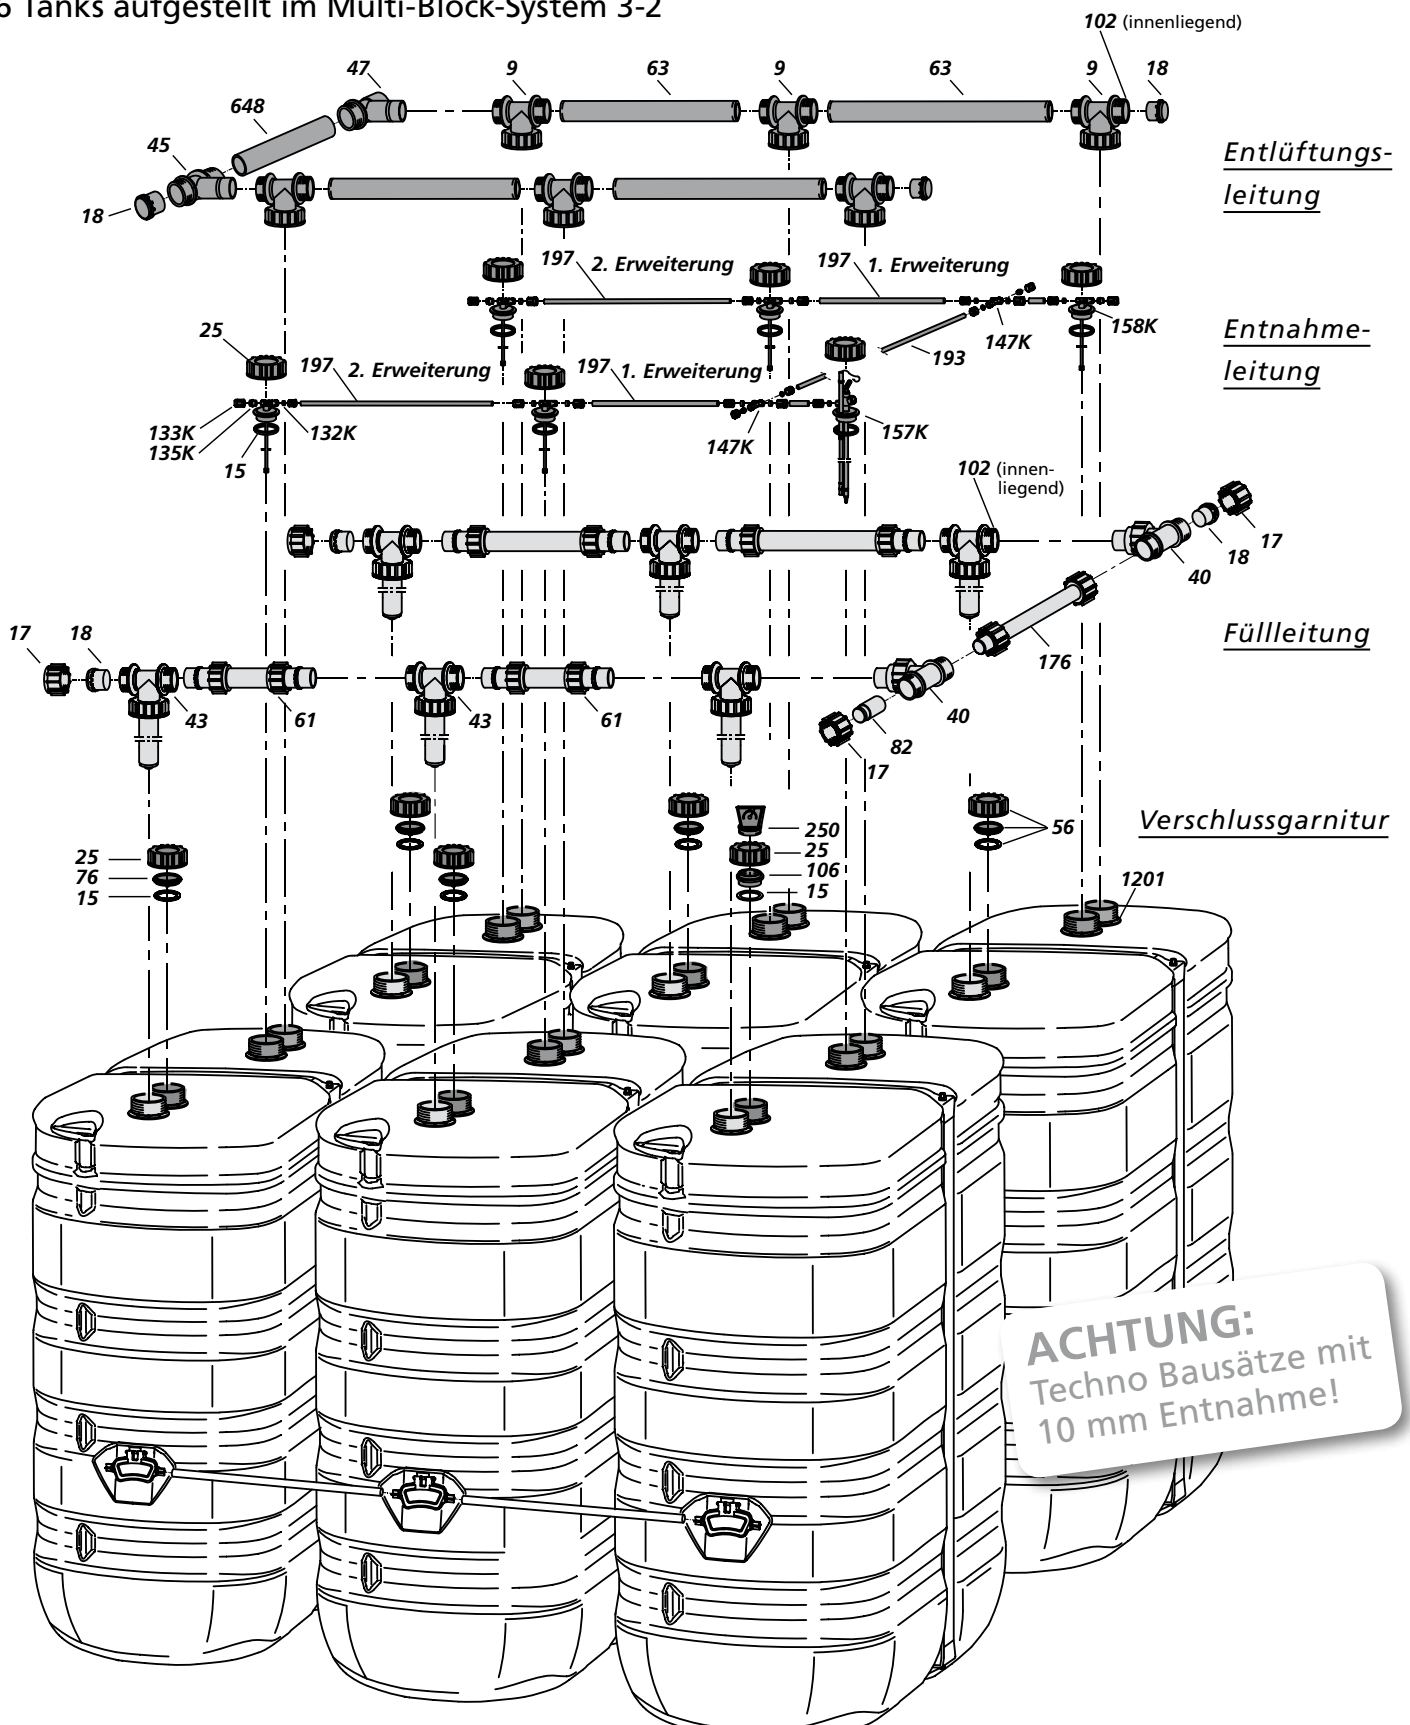 6 Tanks aufgestellt im Multi-Block-System 3-2
102 (innenliegend)
47 9 63 9 63 9 18
648
45
18
Entlüftungs-
leitung
197 2. Erweiterung 197 1. Erweiterung
158K
147K
193
25
197 2. Erweiterung 197 1. Erweiterung
Entnahme-
leitung
133K
135K
15
132K
147K
157K
102 (innen-
liegend)
17
18
40
176
Füllleitung
17 18
43 61 43 61
40
82
17
250
25
106
15
56
Verschlussgarnitur
25
76
15
1201
ACHTUNG:
Techno Bausätze mit
10 mm Entnahme!